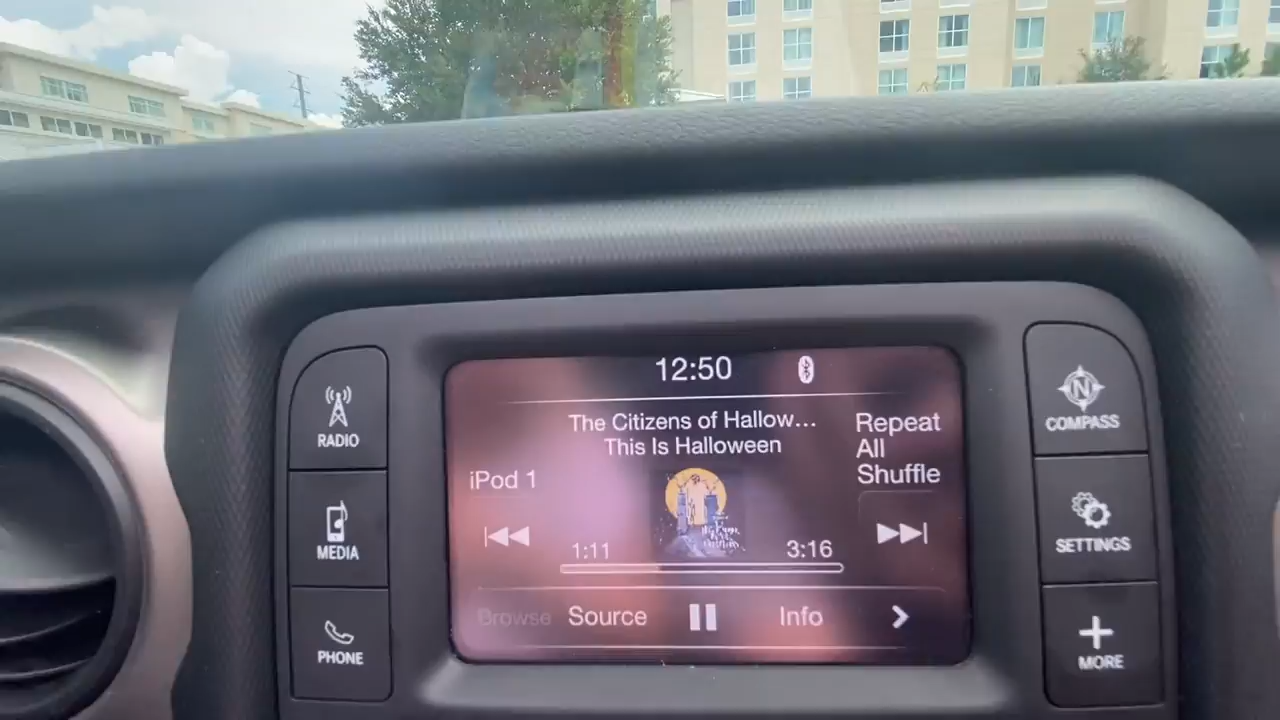 12:50
The Citizens of Hallow...
This Is Halloween
Repeat
All
Shuffle
iPod 1
1:11
3:16
Browse
Source
Info
RADIO
MEDIA
PHONE
N
COMPASS
SETTINGS
MORE